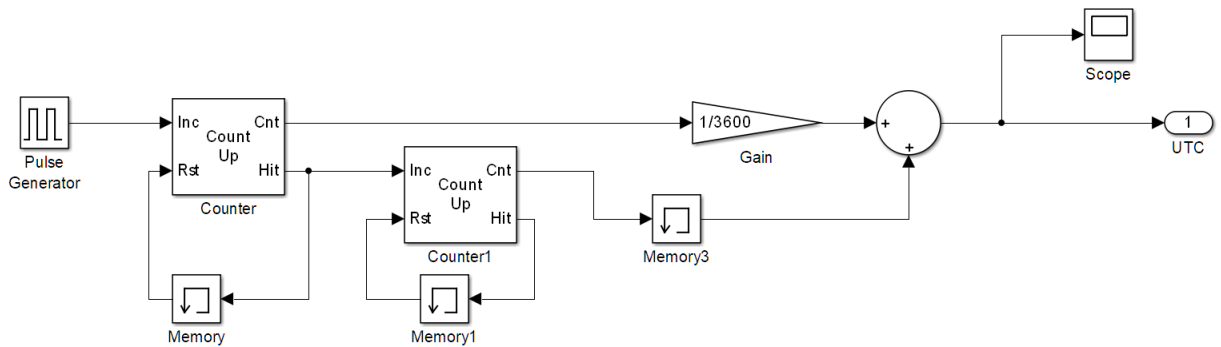 Scope
Inc Cnt
Count
Up
Rst Hit
Counter
Pulse
Generator
Inc Cnt
Count
Up
Rst Hit
Counter1
1/3600
Gain
+
+
1
UTC
Memory3
Memory
Memory1